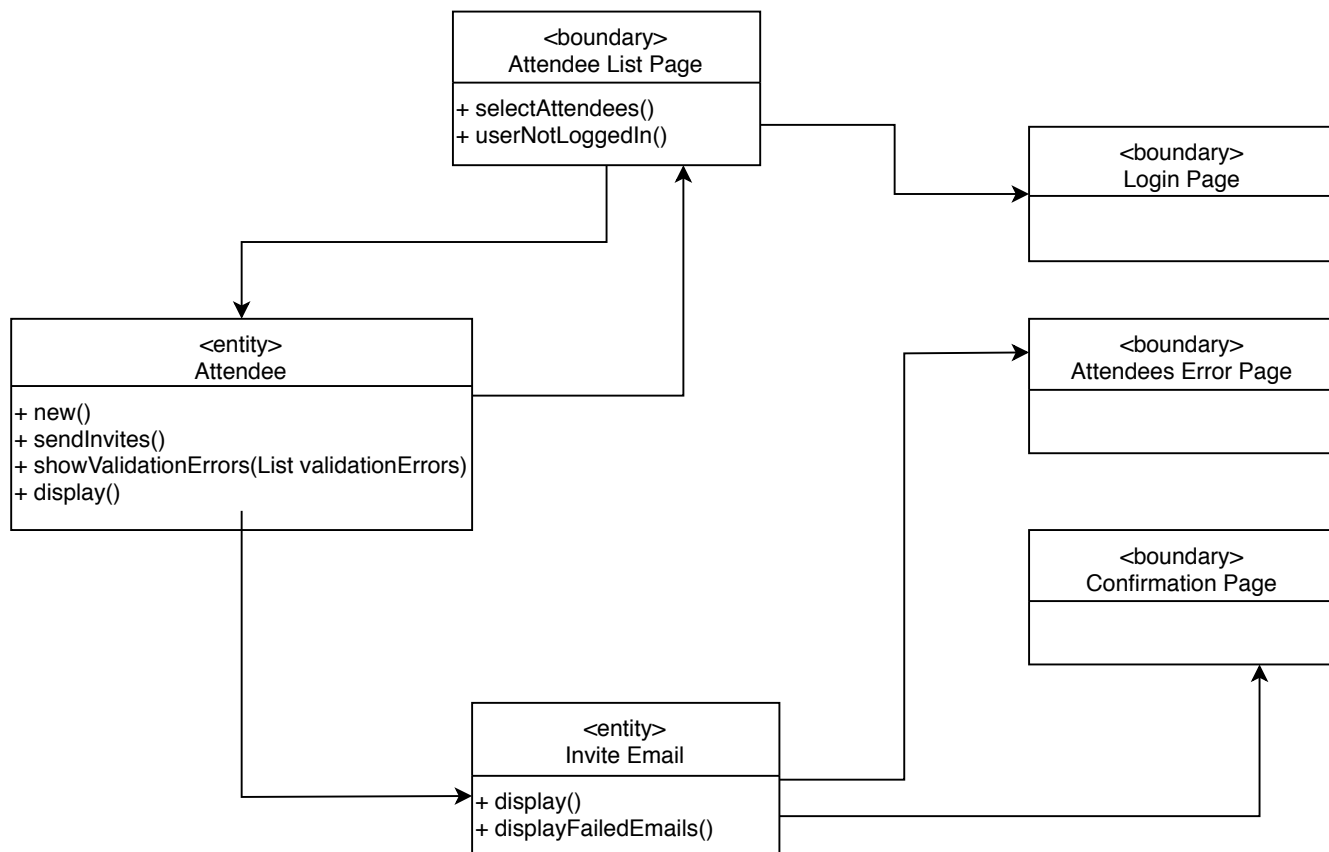 <boundary>
Attendee List Page
+ selectAttendees()
+ userNotLoggedIn()
<boundary>
Login Page
<entity>
Attendee
+ new()
+ sendInvites()
+ showValidationErrors(List validationErrors)
+ display()
<boundary>
Attendees Error Page
<boundary>
Confirmation Page
<entity>
Invite Email
+ display()
+ displayFailedEmails()